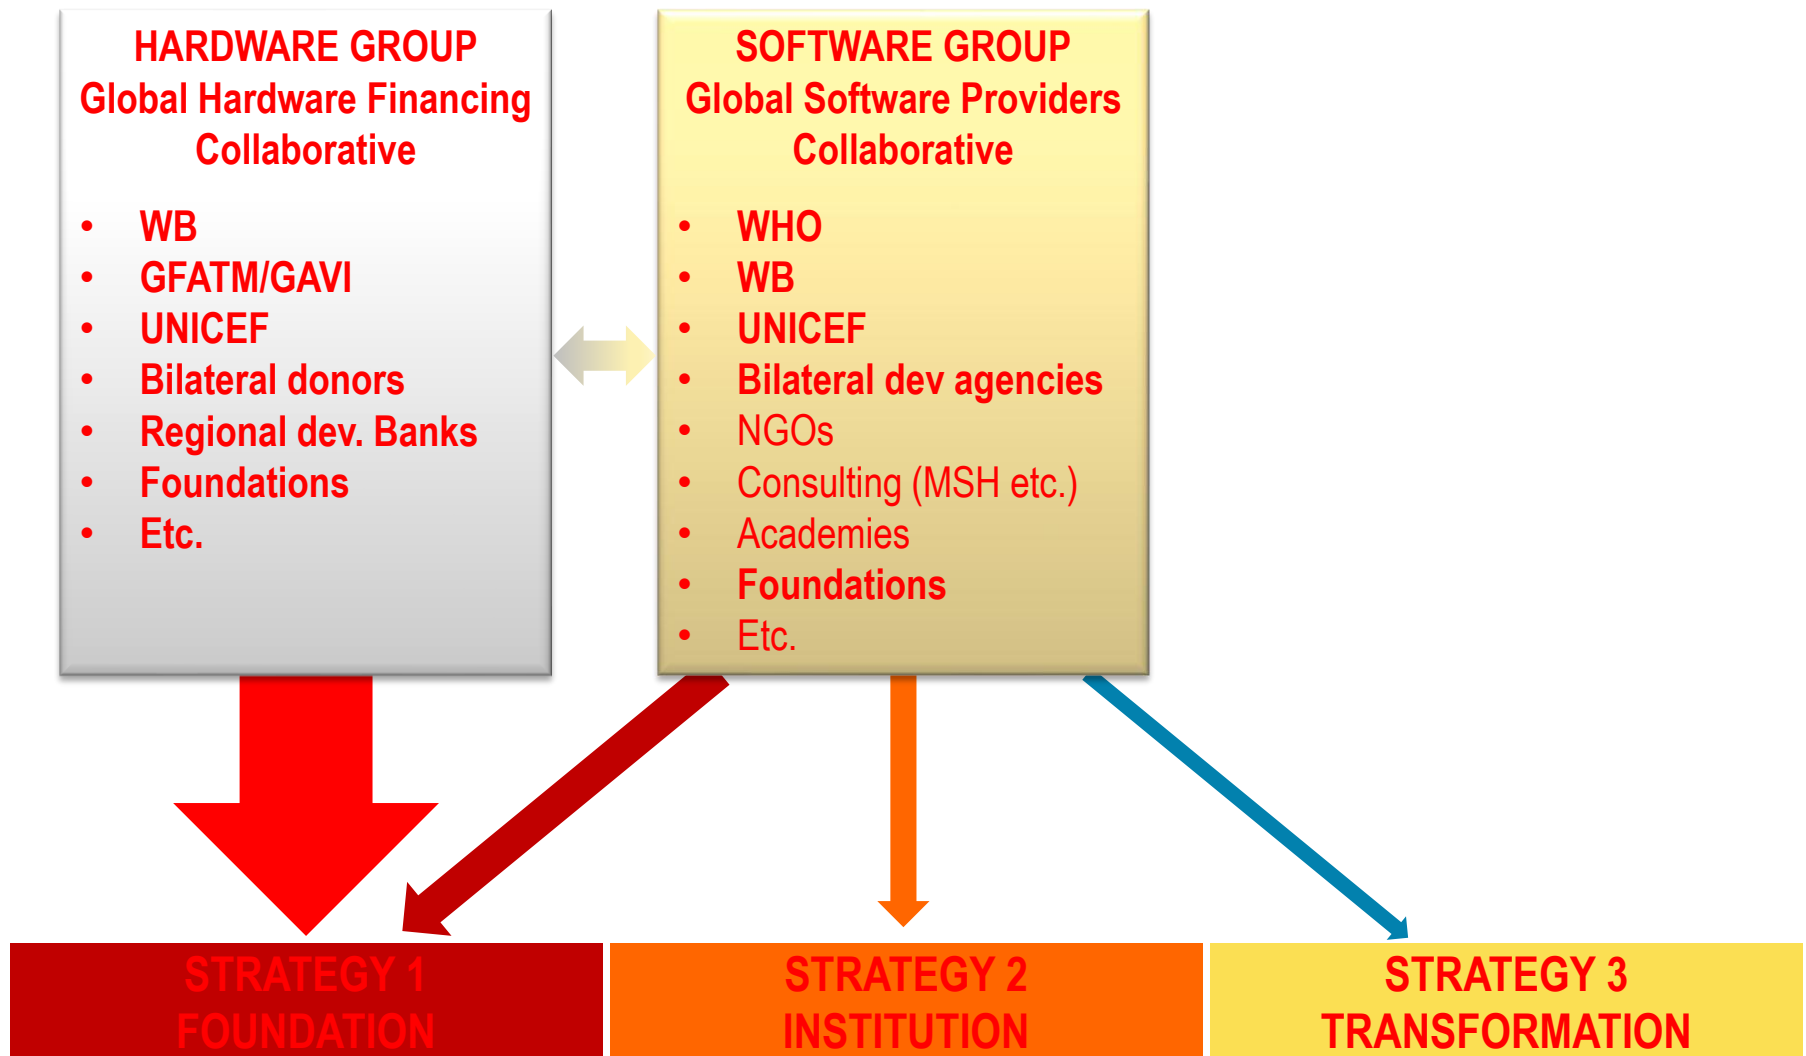 HARDWARE GROUP
Global Hardware Financing
Collaborative
• WB
• GFATM/GAVI
• UNICEF
• Bilateral donors
• Regional dev. Banks
• Foundations
• Etc.
SOFTWARE GROUP
Global Software Providers
Collaborative
• WHO
• WB
• UNICEF
• Bilateral dev agencies
• NGOs
• Consulting (MSH etc.)
• Academies
• Foundations
• Etc.
STRATEGY 1
FOUNDATION
STRATEGY 2
INSTITUTION
STRATEGY 3
TRANSFORMATION